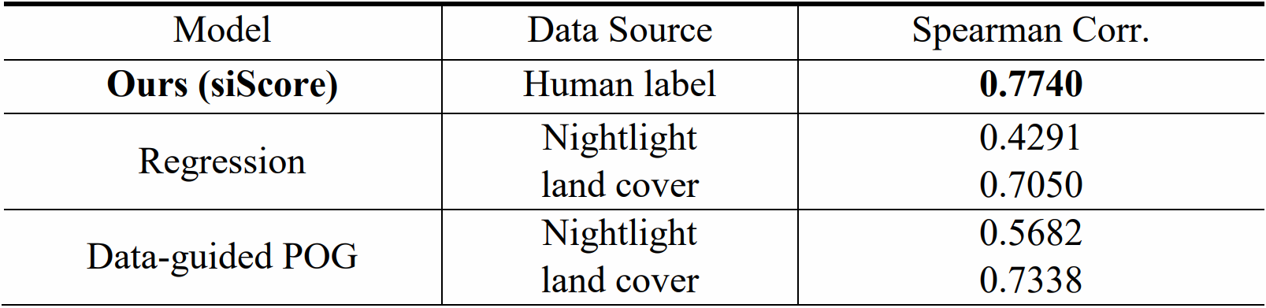 Model Data Source Spearman Corr.
Ours (siScore) Human label 0.7740
Regression Nightlight 0.4291
land cover 0.7050
Data-guided POG Nightlight 0.5682
land cover 0.7338